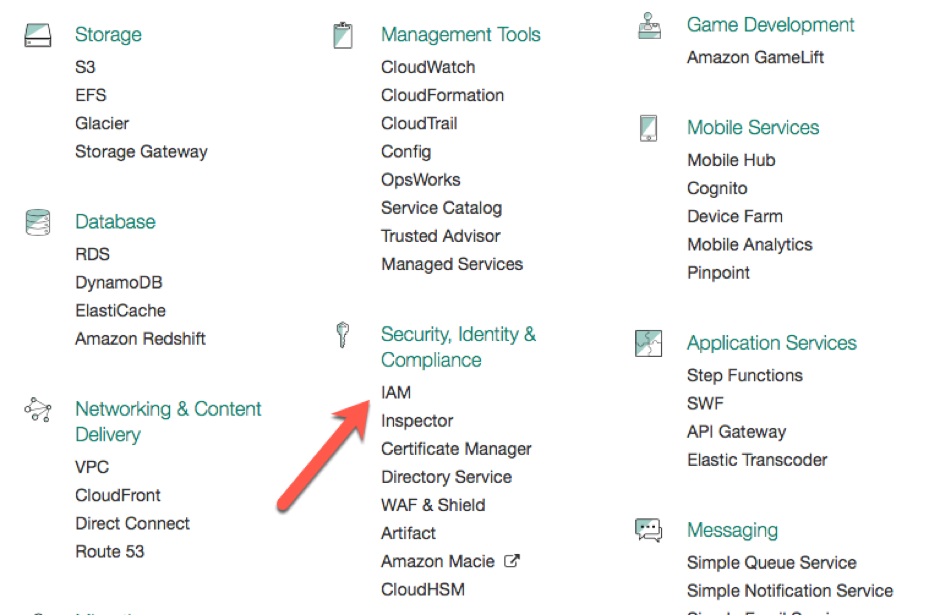 Storage
S3
EFS
Glacier
Storage Gateway
Database
RDS
DynamoDB
ElastiCache
Amazon Redshift
Networking & Content
Delivery
VPC
CloudFront
Direct Connect
Route 53
Management Tools
CloudWatch
CloudFormation
CloudTrail
Config
OpsWorks
Service Catalog
Trusted Advisor
Managed Services
Security, Identity &
Compliance
IAM
Inspector
Certificate Manager
Directory Service
WAF & Shield
Artifact
Amazon Macie
CloudHSM
Game Development
Amazon GameLift
Mobile Services
Mobile Hub
Cognito
Device Farm
Mobile Analytics
Pinpoint
Application Services
Step Functions
SWF
API Gateway
Elastic Transcoder
Messaging
Simple Queue Service
Simple Notification Service